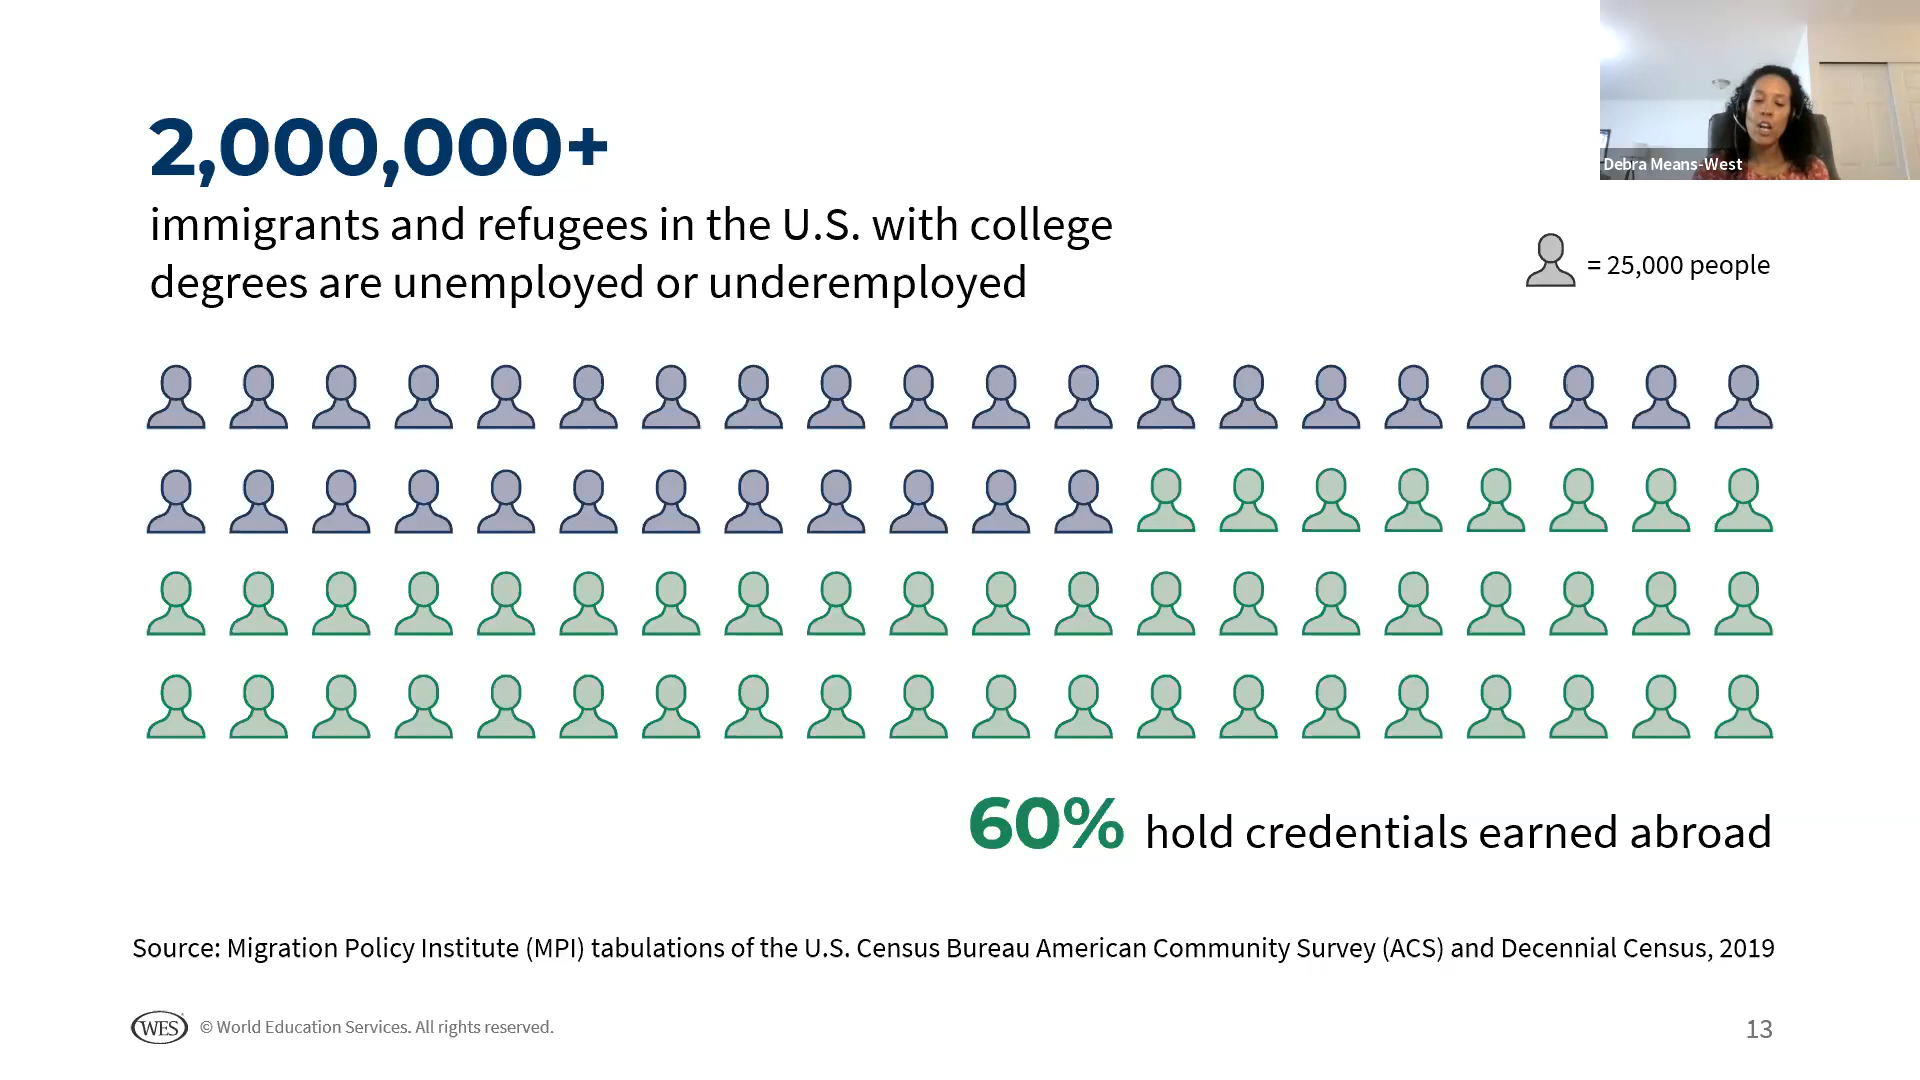 Debra Means-West
2,000,000+
immigrants and refugees in the U.S. with college
degrees are unemployed or underemployed
= 25,000 people
60% hold credentials earned abroad
Source: Migration Policy Institute (MPI) tabulations of the U.S. Census Bureau American Community Survey (ACS) and Decennial Census, 2019
WES © World Education Services. All rights reserved.
13